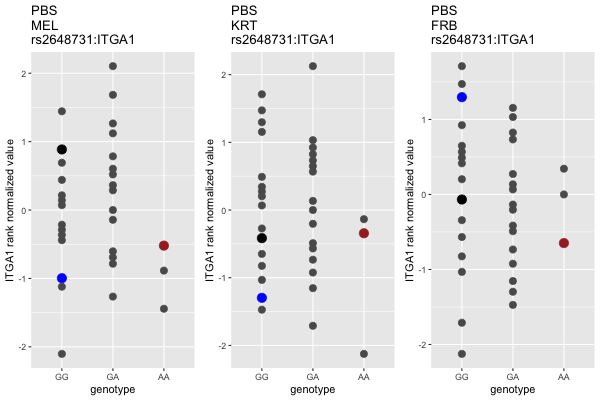 PBS
MEL
rs2648731:ITGA1
ITGA1 rank normalized value
2
1
0
-1
-2
GG
GA
AA
genotype
PBS
KRT
rs2648731:ITGA1
ITGA1 rank normalized value
2
1
0
-1
-2
GG
GA
AA
genotype
PBS
FRB
rs2648731:ITGA1
ITGA1 rank normalized value
1
0
-1
-2
GG
GA
AA
genotype